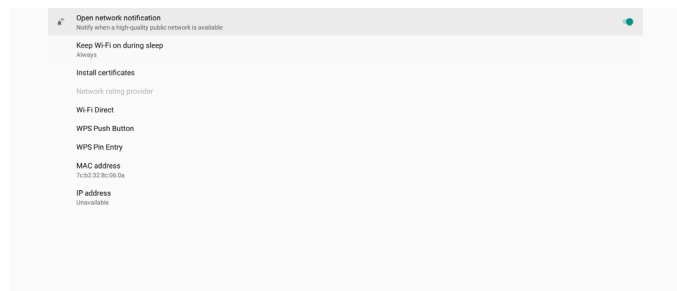 Open network notification
Notify when a high-quality public network is available
Keep Wi-Fi on during sleep
Always
Install certificates
Network rating provider
Wi-Fi Direct
WPS Push Button
WPS Pin Entry
MAC address
7c:b2:32:8c:06:0a
IP address
Unavailable